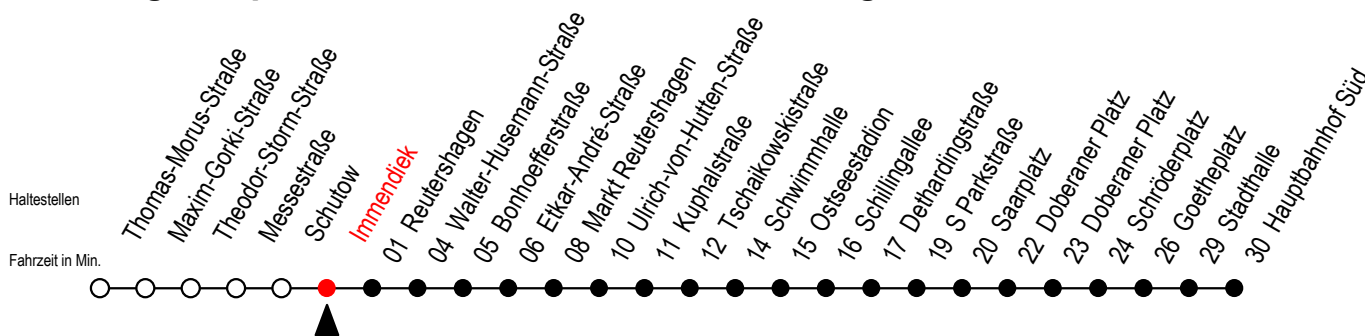 Haltestellen
Fahrzeit in Min.
Thomas-Morus-Straße
Maxim-Gorki-Straße
Theodor-Storm-Straße
Messestraße
Schutow
Immendiek
01 Reutershagen
04 Walter-Husemann-Straße
05 Bonhoefferstraße
06 Etkar-André-Straße
08 Markt Reutershagen
10 Ulrich-von-Hutten-Straße
11 Kuphalstraße
12 Tschaikowskistraße
14 Schwimmhalle
15 Ostseestadion
16 Schillingallee
17 Dethardingstraße
19 S Parkstraße
20 Saarplatz
22 Doberaner Platz
23 Doberaner Platz
24 Schröderplatz
26 Goetheplatz
29 Stadthalle
30 Hauptbahnhof Süd